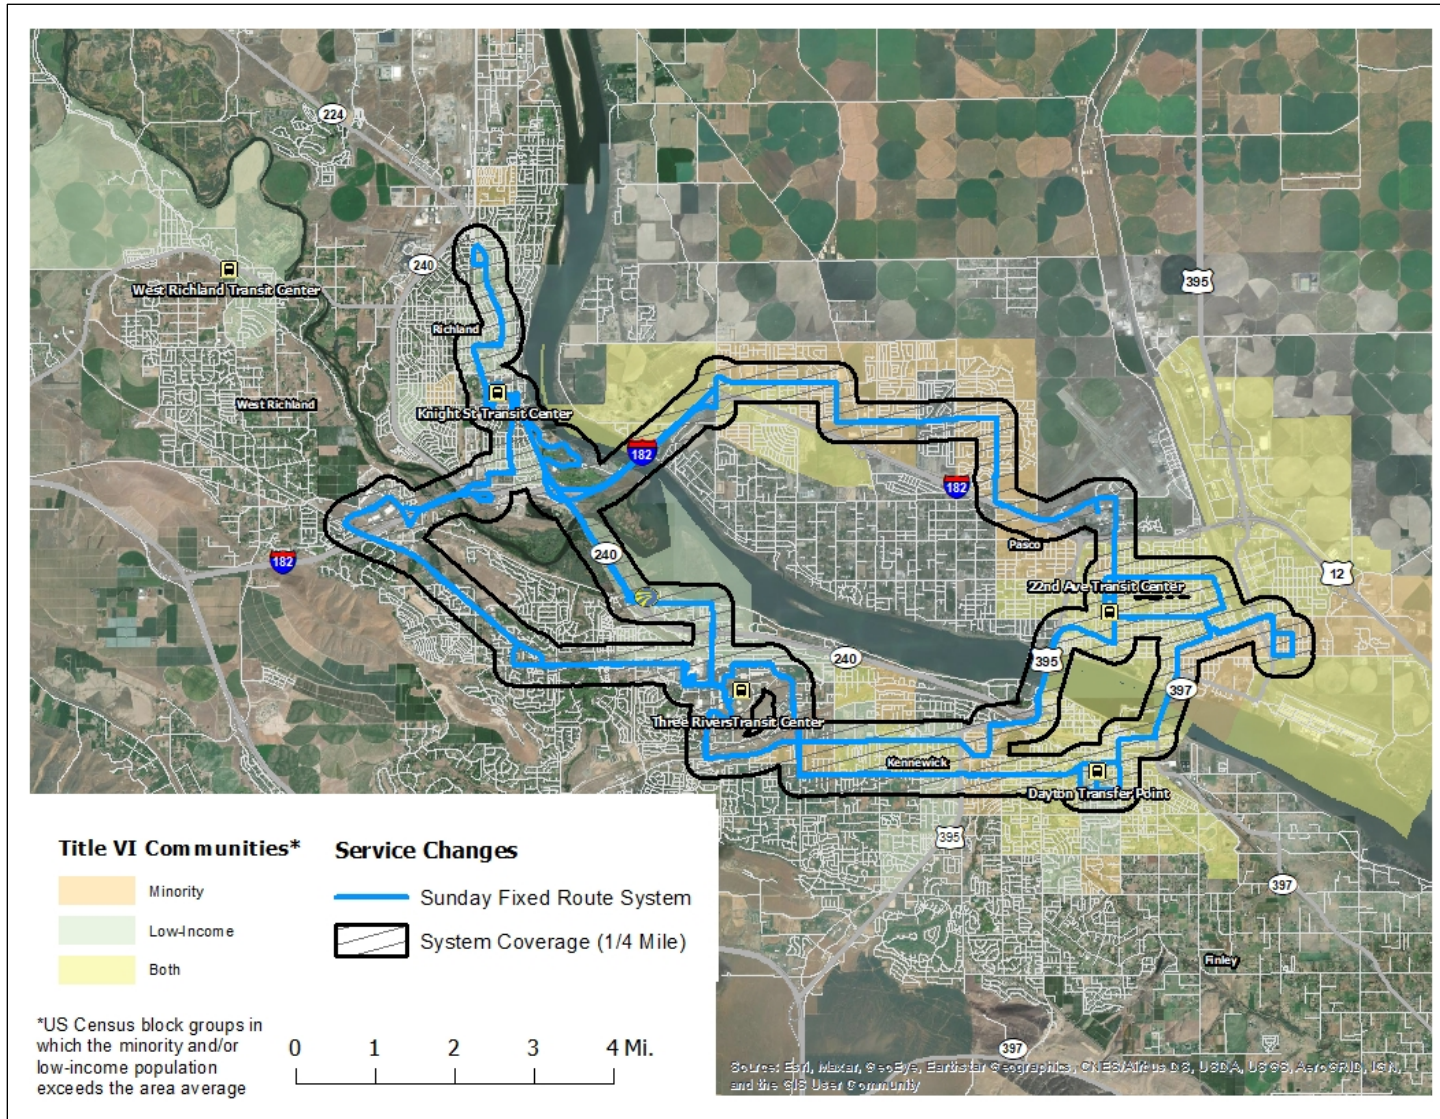 224
395
240
West Richland Transit Center
Richland
West Richland
Knight St Transit Center
182
182
Pasco
240
182
12
22nd Ave Transit Center
240
395
397
Three Rivers Transit Center
Kennewick
Dayton Transfer Point
395
397
Finley
397
Title VI Communities*
Minority
Low-Income
Both
Service Changes
Sunday Fixed Route System
System Coverage (1/4 Mile)
*US Census block groups in
which the minority and/or
low-income population
exceeds the area average
0 1 2 3 4 Mi.
Source: Esri, Maxar, GeoEye, Earthstar Geographics, CNES/Airbus DS, USDA, USGS, AeroGRID, IGN,
and the GIS User Community